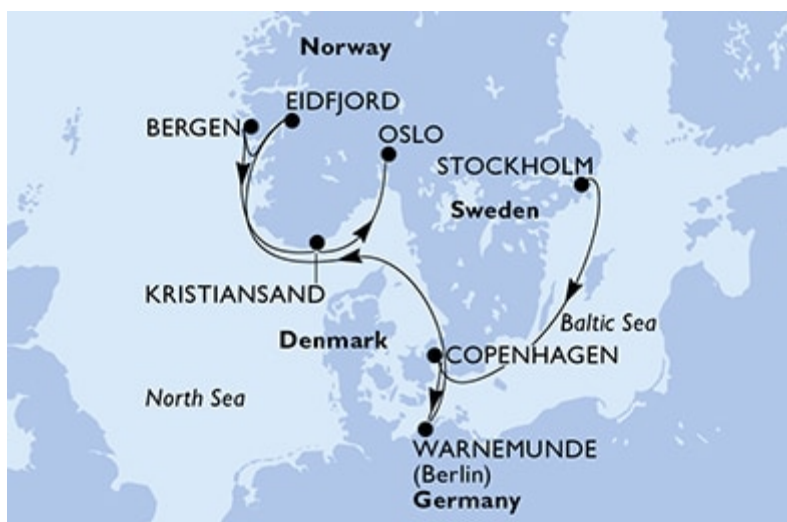 Norway
EIDFJORD
BERGEN
OSLO
STOCKHOLM
Sweden
KRISTIANSAND
Baltic Sea
Denmark
COPENHAGEN
North Sea
WARNEMUNDE
(Berlin)
Germany